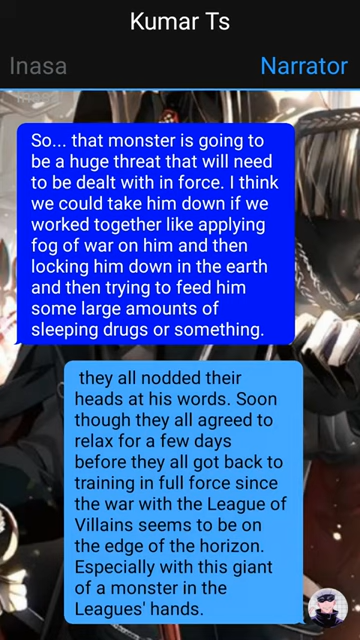 Kumar Ts
Inasa
Narrator
So... that monster is going to
be a huge threat that will need
to be dealt with in force. I think
we could take him down if we
worked together like applying
fog of war on him and then
locking him down in the earth
and then trying to feed him
some large amounts of
sleeping drugs or something.
they all nodded their
heads at his words. Soon
though they all agreed to
relax for a few days
before they all got back to
training in full force since
the war with the League of
Villains seems to be on
the edge of the horizon.
Especially with this giant
of a monster in the
Leagues' hands.